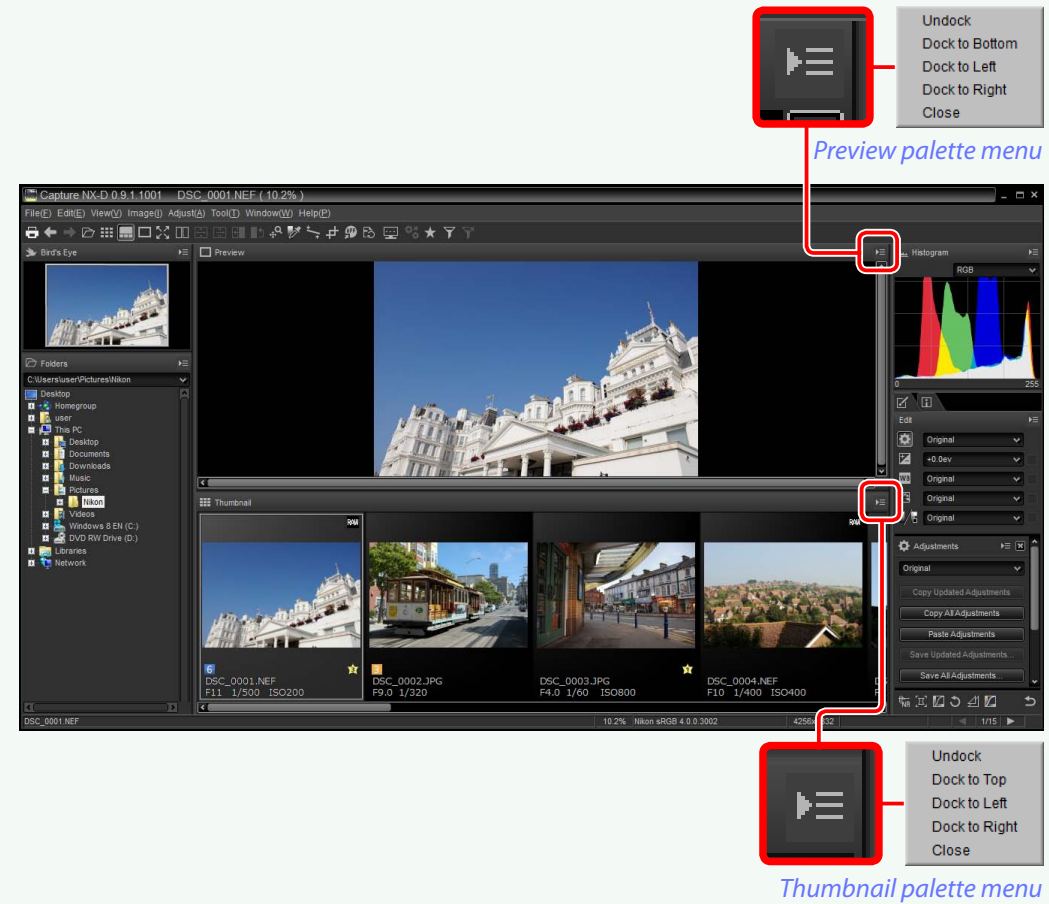 Undock
Dock to Bottom
Dock to Left
Dock to Right
Close
Preview palette menu
Capture NX-D 0.9.1.1001 DSC_0001.NEF ( 10.2% )
File(F) Edit(E) View(V) Image(I) Adjust(A) Tool(T) Window(W) Help(P)
Bird's Eye
Preview
Histogram
RGB
0 255
Folders
C:\Users\user\Pictures\Nikon
Desktop
Homegroup
user
This PC
Desktop
Documents
Downloads
Music
Pictures
Nikon
Videos
Windows 8 EN (C:)
DVD RW Drive (D:)
Libraries
Network
Edit
Original
+0.0ev
Original
Original
Original
Thumbnail
RAW
RAW
6
DSC_0001.NEF
F11 1/500 ISO200
3
DSC_0002.JPG
F9.0 1/320
DSC_0003.JPG
F4.0 1/60 ISO800
DSC_0004.NEF
F10 1/400 ISO400
Adjustments
Original
Copy Updated Adjustments
Copy All Adjustments
Paste Adjustments
Save Updated Adjustments...
Save All Adjustments...
DSC_0001.NEF
10.2% Nikon sRGB 4.0.0.3002
1/15
Undock
Dock to Top
Dock to Left
Dock to Right
Close
Thumbnail palette menu